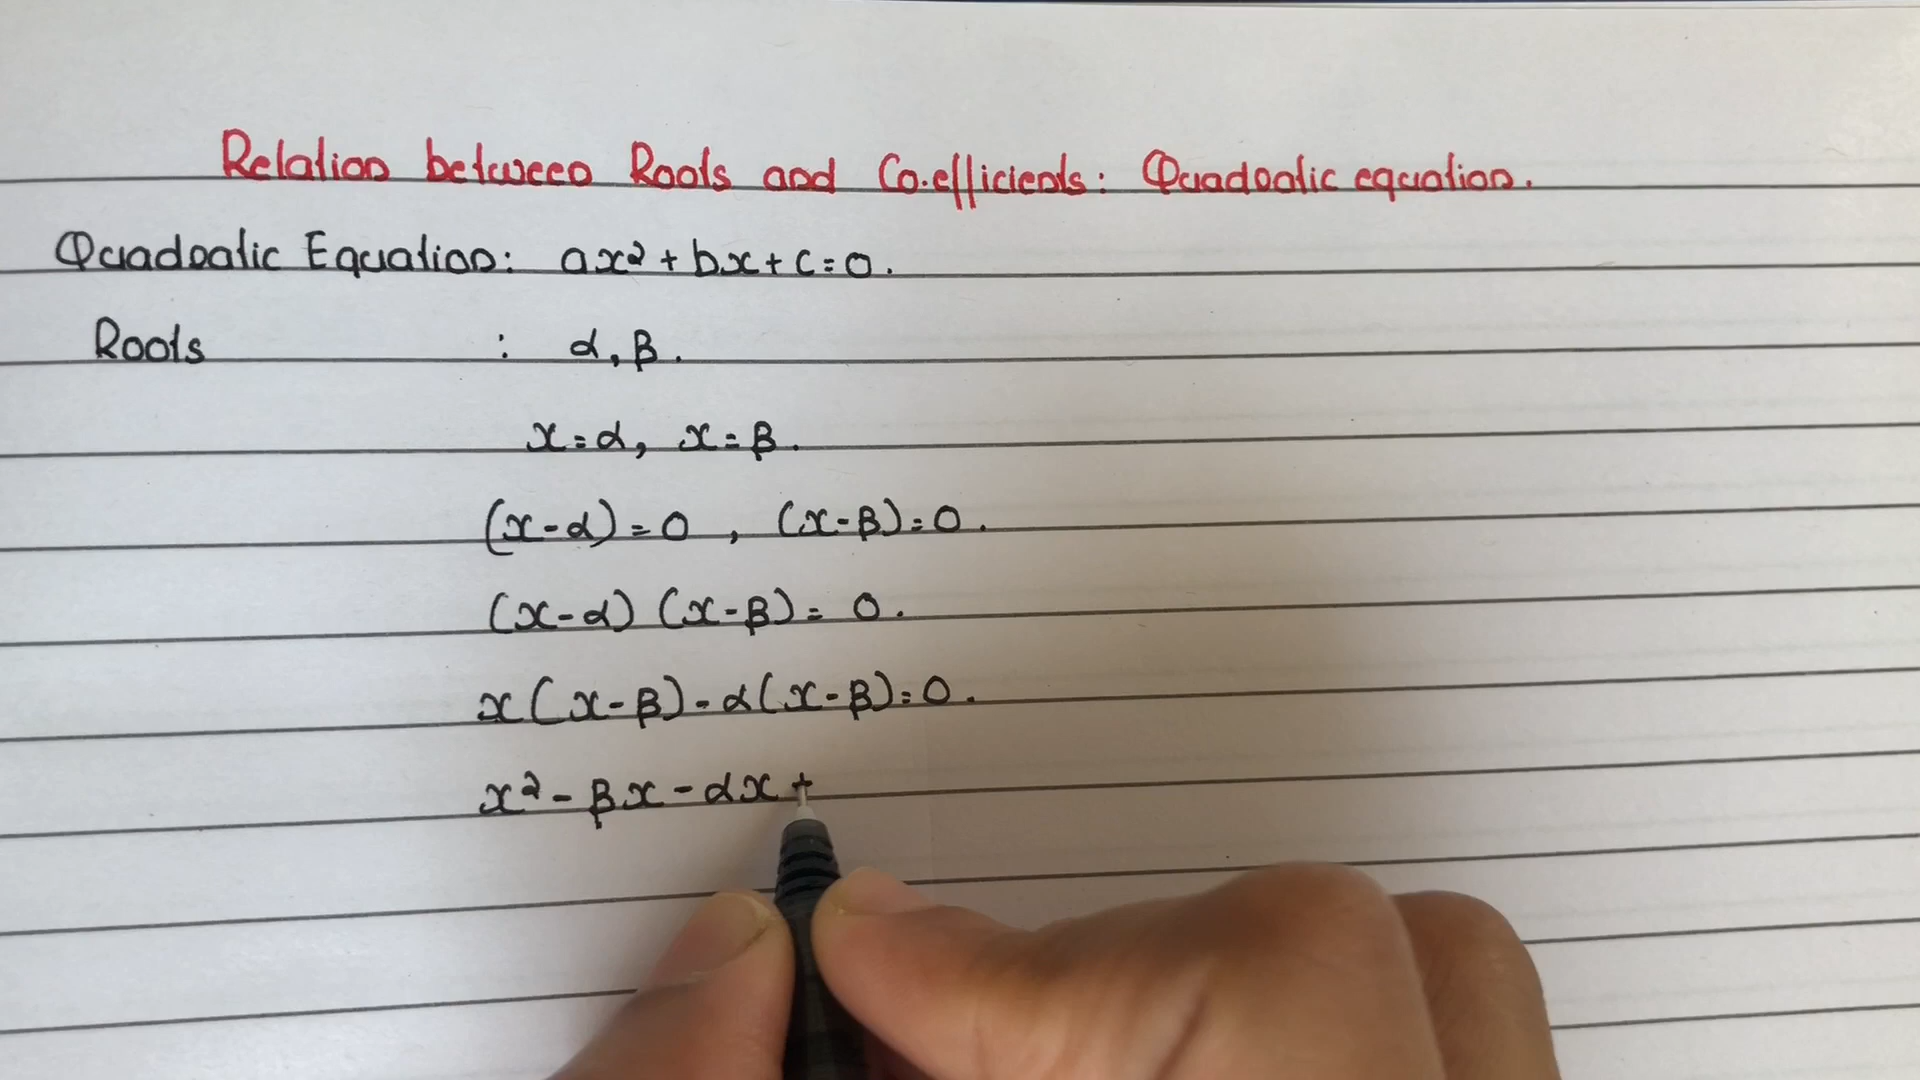 Relation between Roots and Co.efficients: Quadratic equation.
Quadratic Equation: ax² + bx + c = 0.
Roots : α, β.
x = α, x = β.
(x - α) = 0 , (x - β) = 0.
(x - α) (x - β) = 0.
x (x - β) - α (x - β) = 0.
x² - βx - αx +